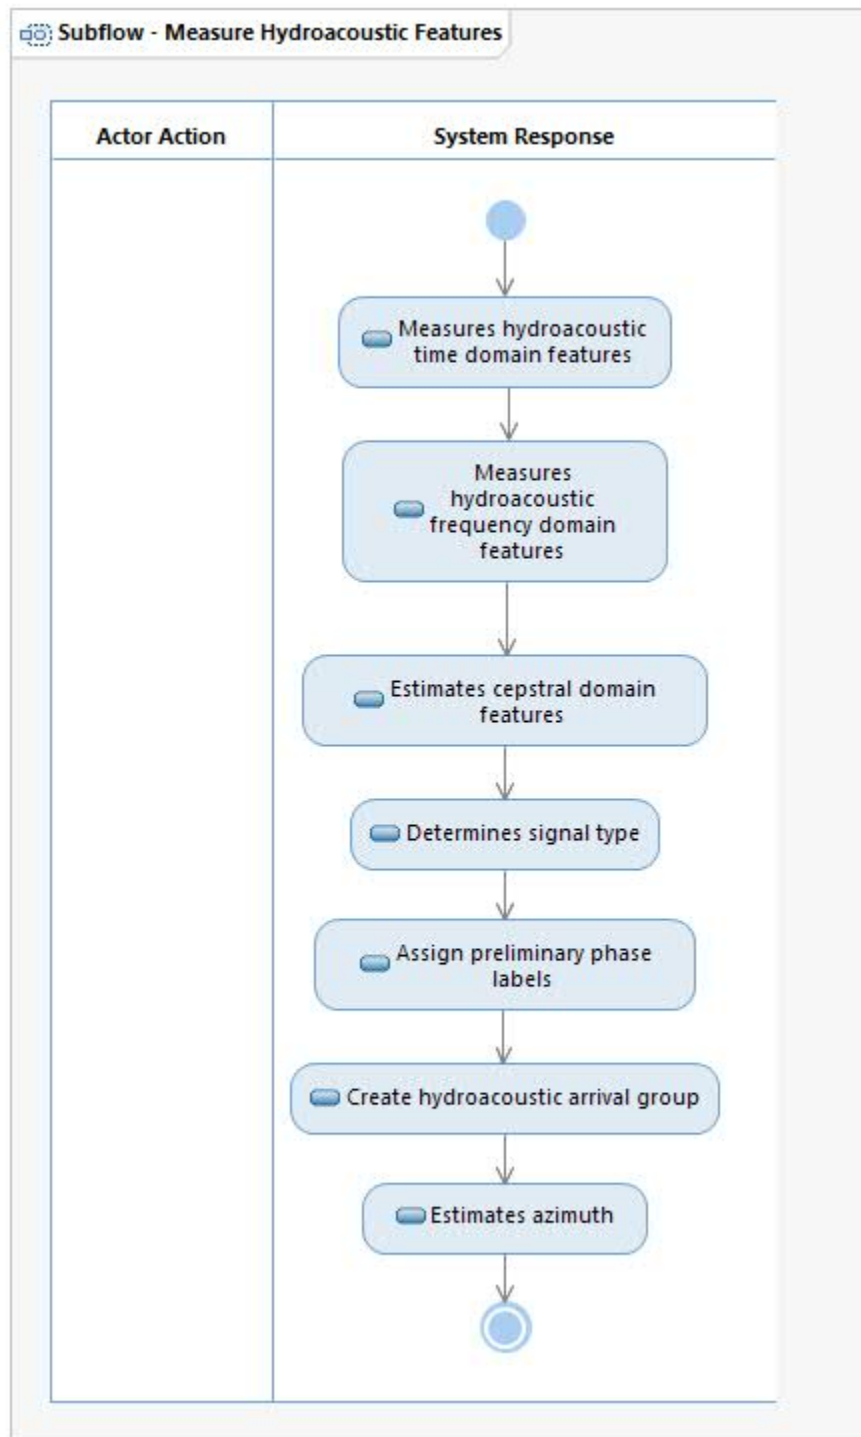 Subflow - Measure Hydroacoustic Features
Actor Action
System Response
Measures hydroacoustic
time domain features
Measures
hydroacoustic
frequency domain
features
Estimates cepstral domain
features
Determines signal type
Assign preliminary phase
labels
Create hydroacoustic arrival group
Estimates azimuth